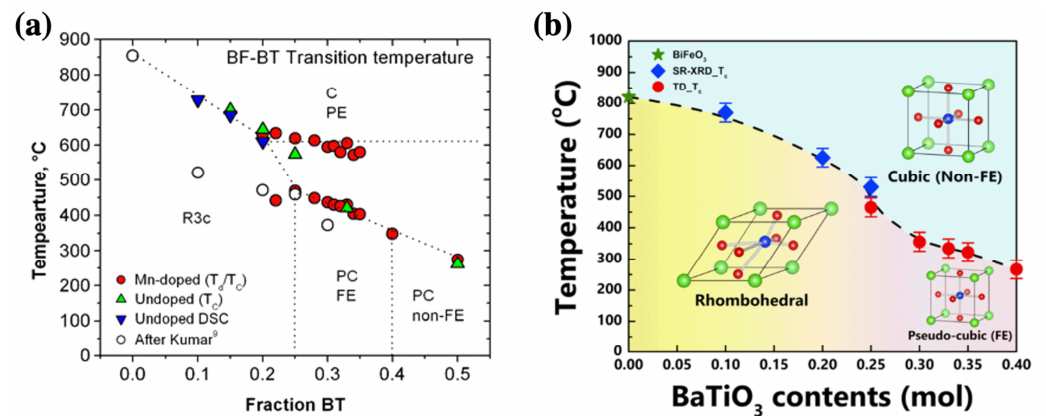 (a)
900
800
700
600
500
400
300
200
100
0
0.0 0.1 0.2 0.3 0.4 0.5
Tempearture, °C
Fraction BT
BF-BT Transition temperature
C
PE
R3c
PC
FE
PC
non-FE
Mn-doped (Td/TC)
Undoped (TC)
Undoped DSC
After Kumar9
(b)
1000
900
800
700
600
500
400
300
200
100
0
0.00 0.05 0.10 0.15 0.20 0.25 0.30 0.35 0.40
Temperature (°C)
BaTiO3 contents (mol)
BiFeO3
SR-XRD_Tc
TD_Tc
Cubic (Non-FE)
Rhombohedral
Pseudo-cubic (FE)